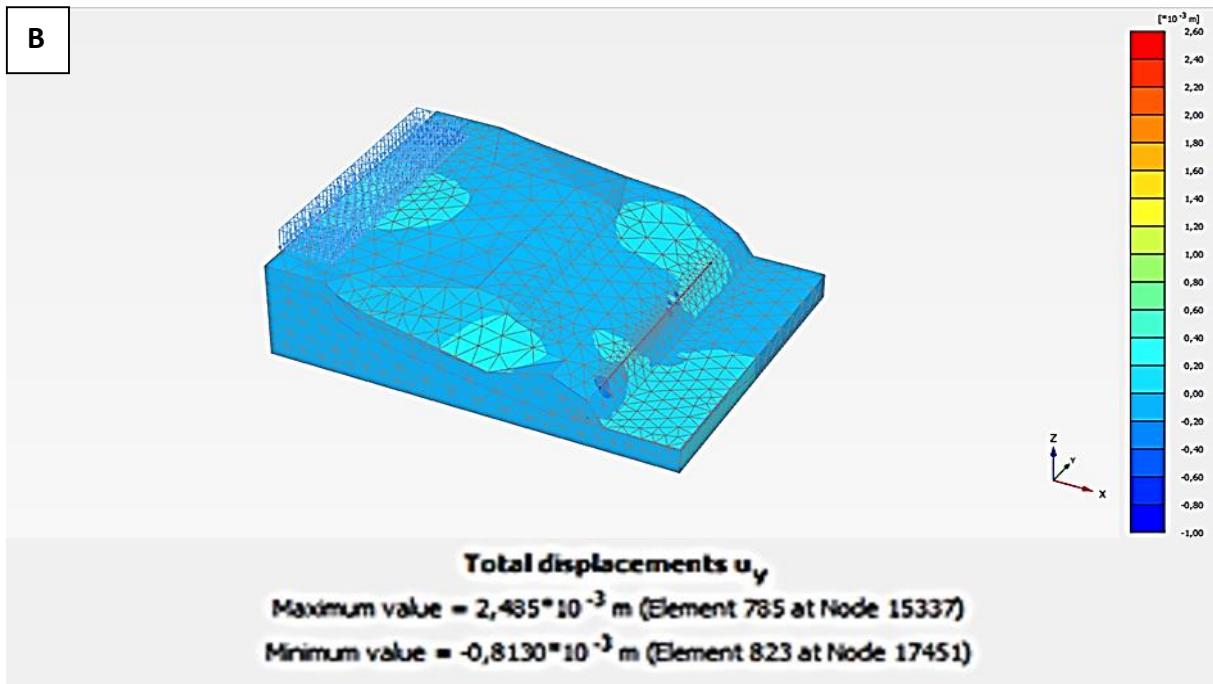 B
[*10⁻³ m]
2,60
2,40
2,20
2,00
1,80
1,60
1,40
1,20
1,00
0,80
0,60
0,40
0,20
0,00
-0,20
-0,40
-0,60
-0,80
-1,00
Z
Y
X
Total displacements uᵧ
Maximum value = 2,485*10⁻³ m (Element 785 at Node 15337)
Minimum value = -0,8130*10⁻³ m (Element 823 at Node 17451)